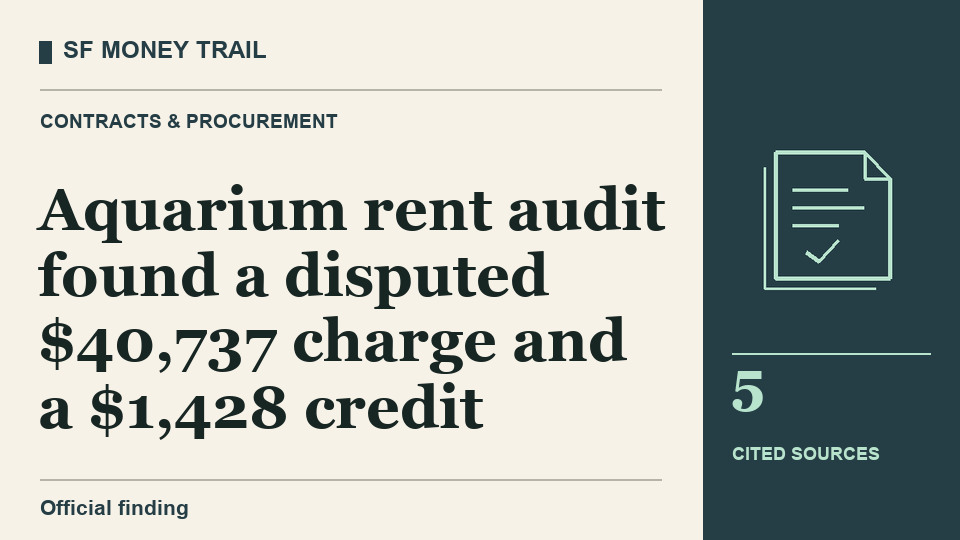 SF MONEY TRAIL
CONTRACTS & PROCUREMENT
Aquarium rent audit
found a disputed
$40,737 charge and
a $1,428 credit
Official finding
5
CITED SOURCES